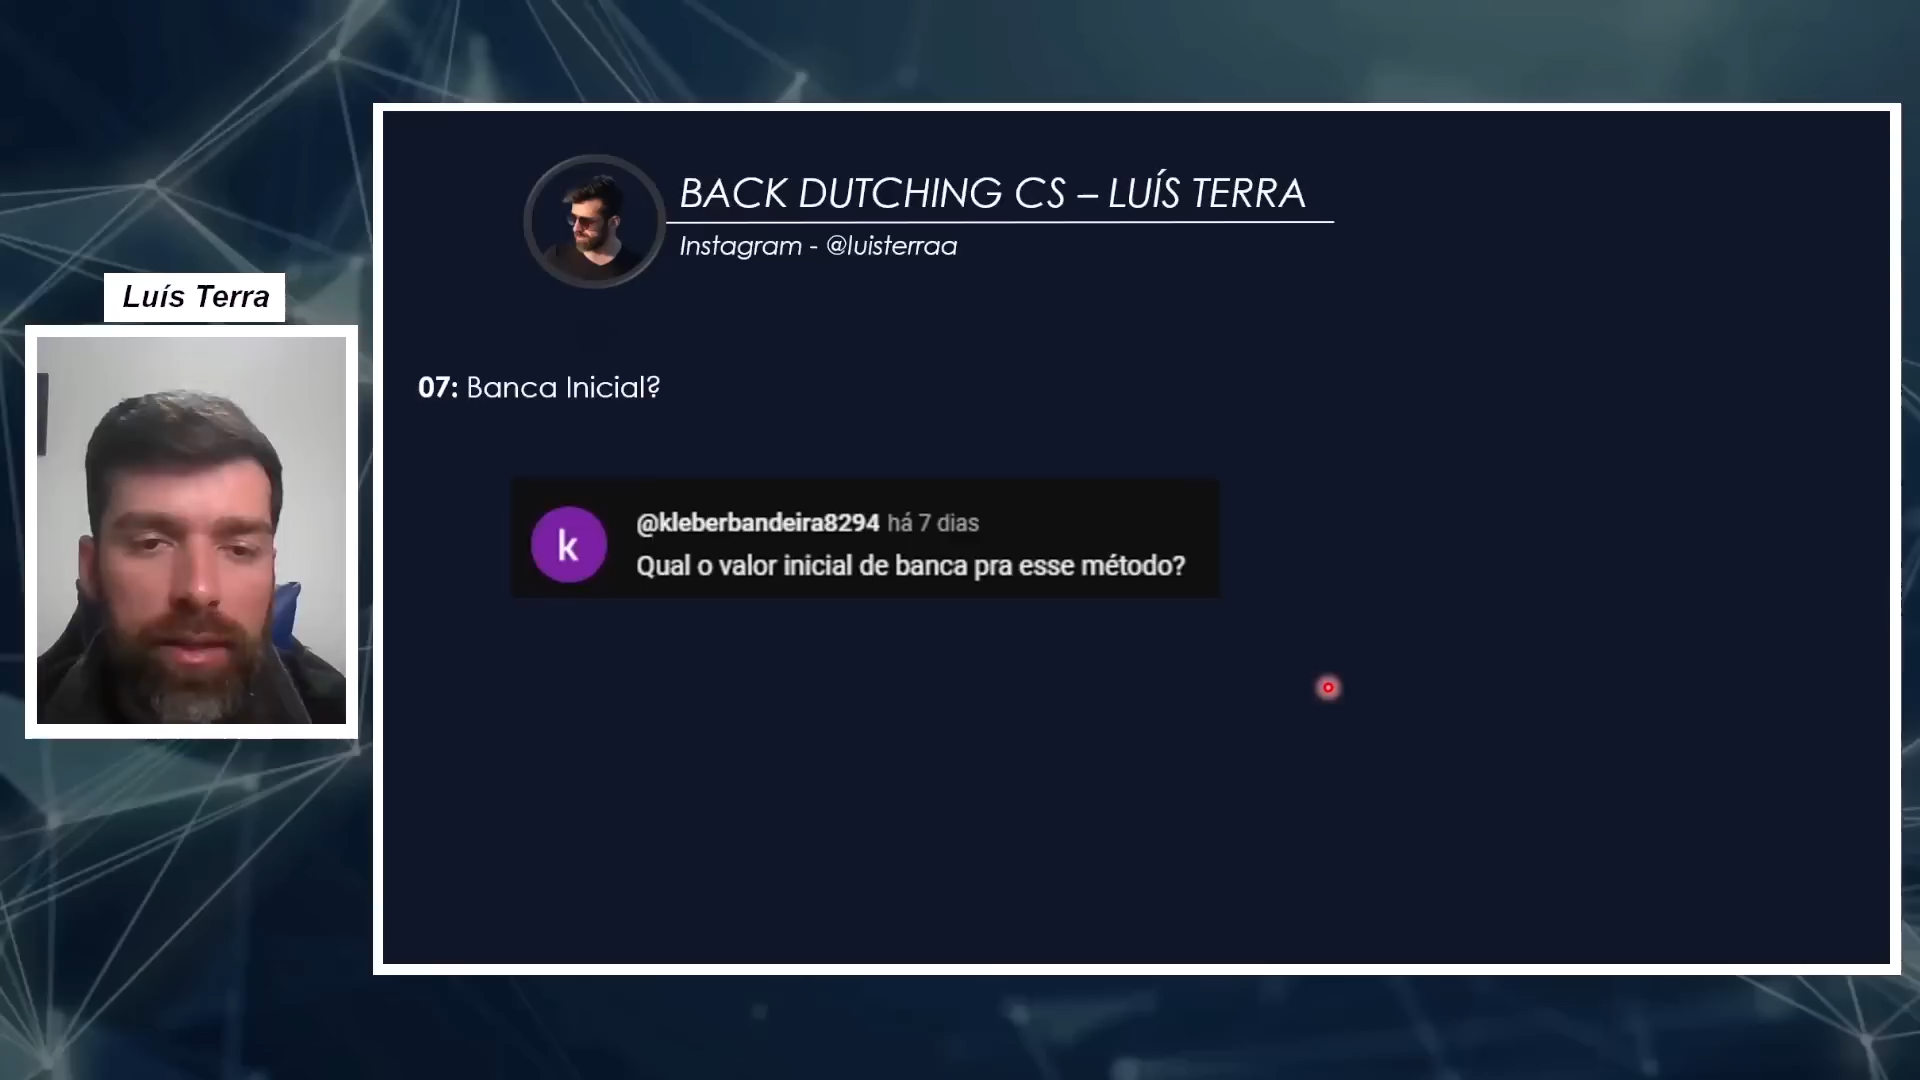 BACK DUTCHING CS – LUÍS TERRA
Instagram - @luisterraa
Luís Terra
07: Banca Inicial?
k
@kleberbandeira8294 há 7 dias
Qual o valor inicial de banca pra esse método?